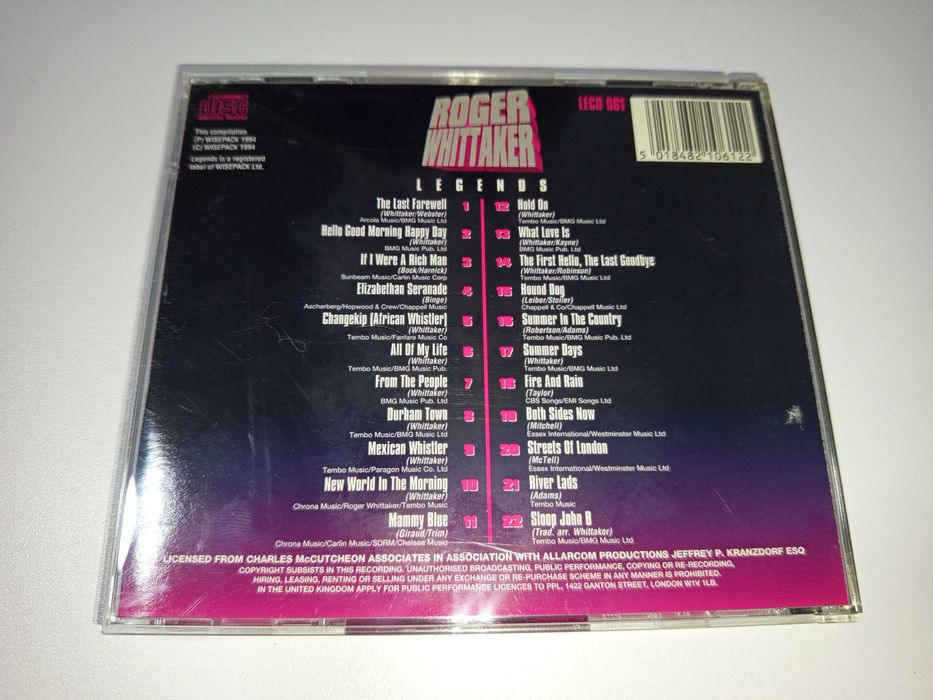 COMPACT
disc
DIGITAL AUDIO
This compilation
(P) WISEPACK 1994
(C) WISEPACK 1994
Legends is a registered
label of WISEPACK Ltd.
ROGER
WHITTAKER
LEGENDS
LECD 061
5 018482 106122
The Last Farewell 1
(Whittaker/Webster)
Arcola Music/BMG Music Ltd
Hello Good Morning Happy Day 2
(Whittaker)
BMG Music Pub. Ltd
If I Were A Rich Man 3
(Bock/Harnick)
Sunbeam Music/Carlin Music Corp
Elizabethan Seranade 4
(Binge)
Ascherberg/Hopwood & Crew/Chappell Music
Changekip (African Whistler) 5
(Whittaker)
Tembo Music/Fanfare Music Co
All Of My Life 6
(Whittaker)
Tembo Music/BMG Music Pub.
From The People 7
(Whittaker)
BMG Music Pub. Ltd
Durham Town 8
(Whittaker)
Tembo Music/BMG Music Ltd
Mexican Whistler 9
(Whittaker)
Tembo Music/Paragon Music Co. Ltd
New World In The Morning 10
(Whittaker)
Chrona Music/Roger Whittaker/Tembo Music
Mammy Blue 11
(Giraud/Trim)
Chrona Music/Carlin Music/SDRM/Chelsea Music
12 Hold On
(Whittaker)
Tembo Music/BMG Music Ltd
13 What Love Is
(Whittaker/Kayne)
BMG Music Pub. Ltd
14 The First Hello, The Last Goodbye
(Whittaker/Robinson)
Tembo Music/BMG Music Ltd
15 Hound Dog
(Leiber/Stoller)
Chappell & Co/Chappell Music Ltd
16 Summer In The Country
(Robertson/Adams)
Tembo Music/BMG Music Pub. Ltd
17 Summer Days
(Whittaker)
Tembo Music/BMG Music Ltd
18 Fire And Rain
(Taylor)
CBS Songs/EMI Songs Ltd
19 Both Sides Now
(Mitchell)
Essex International/Westminster Music Ltd
20 Streets Of London
(McTell)
Essex International/Westminster Music Ltd
21 River Lads
(Adams)
Tembo Music
22 Sloop John B
(Trad. arr. Whittaker)
Tembo Music/BMG Music Ltd
LICENSED FROM CHARLES McCUTCHEON ASSOCIATES IN ASSOCIATION WITH ALLARCOM PRODUCTIONS JEFFREY P. KRANZDORF ESQ
COPYRIGHT SUBSISTS IN THIS RECORDING. UNAUTHORISED BROADCASTING, PUBLIC PERFORMANCE, COPYING OR RE-RECORDING,
HIRING, LEASING, RENTING OR SELLING UNDER ANY EXCHANGE OR RE-PURCHASE SCHEME IN ANY MANNER IS PROHIBITED.
IN THE UNITED KINGDOM APPLY FOR PUBLIC PERFORMANCE LICENCES TO PPL, 1422 GANTON STREET, LONDON W1V 1LB.